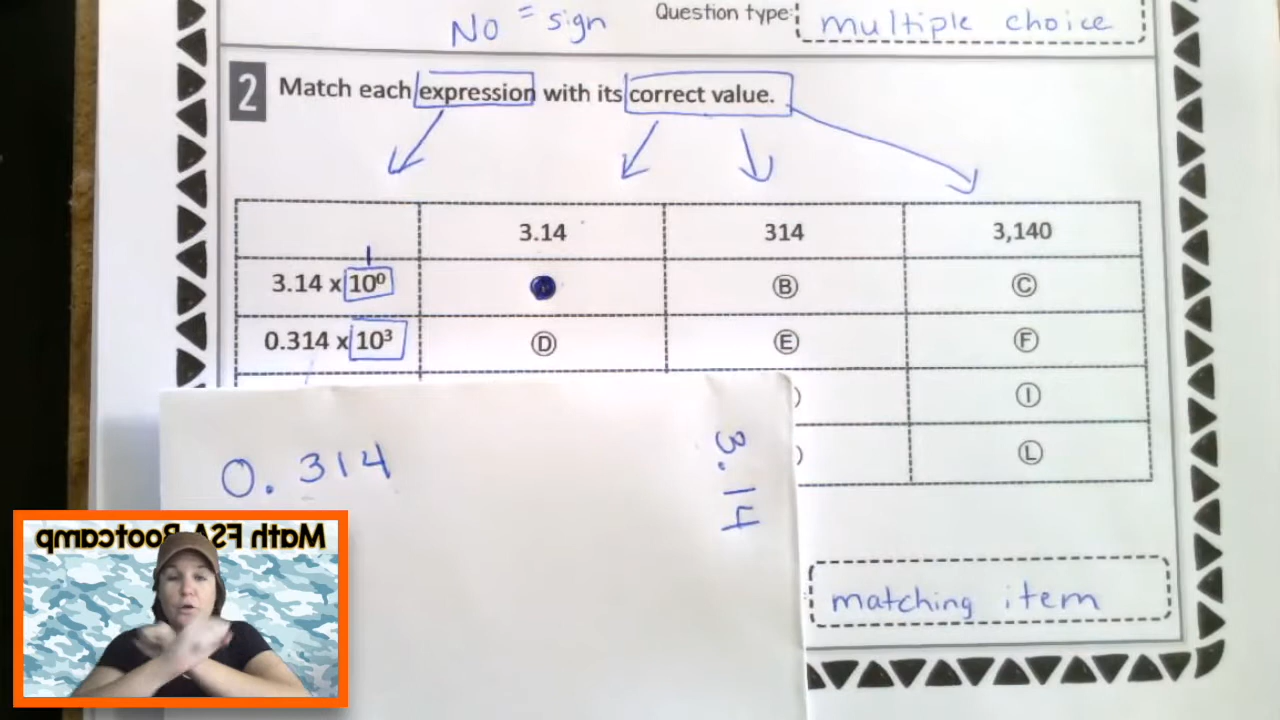 No = sign
Question type: multiple choice
2 Match each expression with its correct value.
3.14 314 3,140
3.14 x 10⁰ Ⓑ Ⓒ
0.314 x 10³ Ⓓ Ⓔ Ⓕ
Ⓘ
Ⓛ
0.314
3.14
matching item
Math FSA Bootcamp